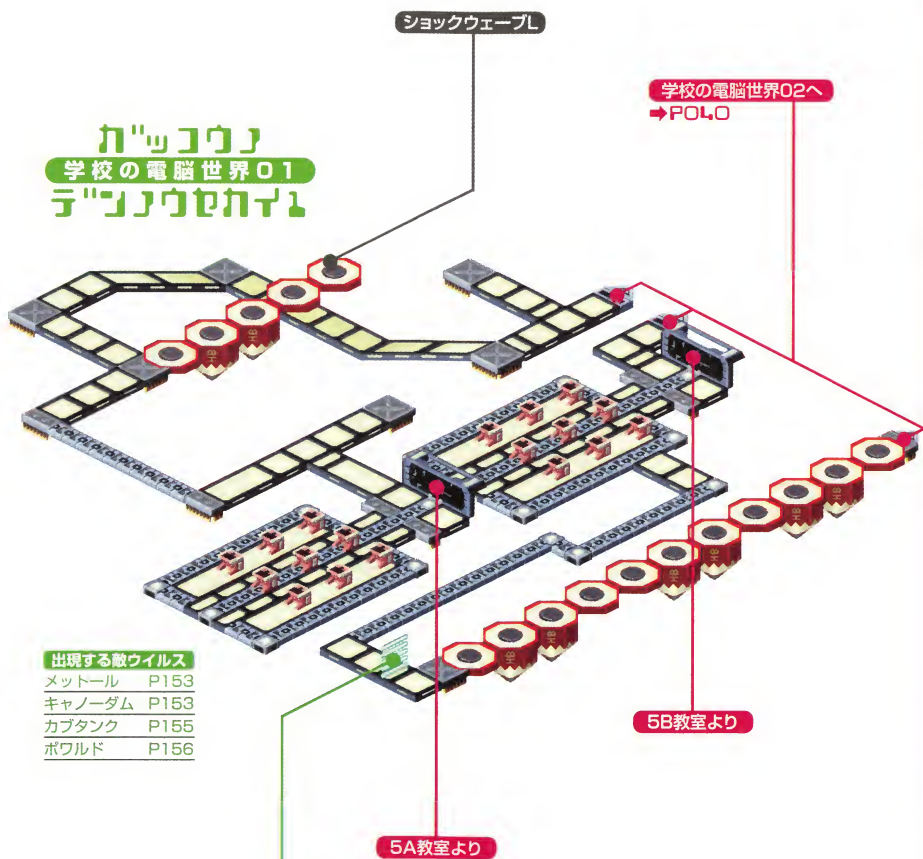 ショックウェーブL
学校の電脳世界02へ
➡P040
ガッコウノ
学校の電脳世界01
デンノウセカイ1
出現する敵ウイルス
メットール P153
キャノーダム P153
カブタンク P155
ポワルド P156
5B教室より
5A教室より